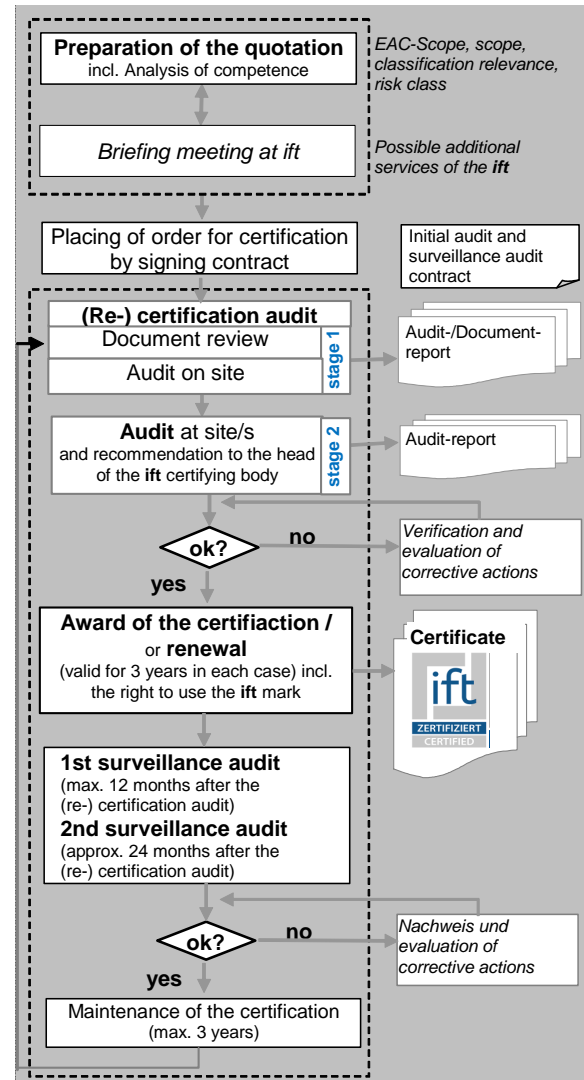 Preparation of the quotation
incl. Analysis of competence
EAC-Scope, scope,
classification relevance,
risk class
Briefing meeting at ift
Possible additional
services of the ift
Placing of order for certification
by signing contract
Initial audit and
surveillance audit
contract
(Re-) certification audit
Document review
Audit on site
stage 1
Audit-/Document-
report
Audit at site/s
and recommendation to the head
of the ift certifying body
stage 2
Audit-report
ok?
no
yes
Verification and
evaluation of
corrective actions
Award of the certifiaction /
or renewal
(valid for 3 years in each case) incl.
the right to use the ift mark
Certificate
ift
ZERTIFIZIERT
CERTIFIED
1st surveillance audit
(max. 12 months after the
(re-) certification audit)
2nd surveillance audit
(approx. 24 months after the
(re-) certification audit)
ok?
no
yes
Nachweis und
evaluation of
corrective actions
Maintenance of the certification
(max. 3 years)